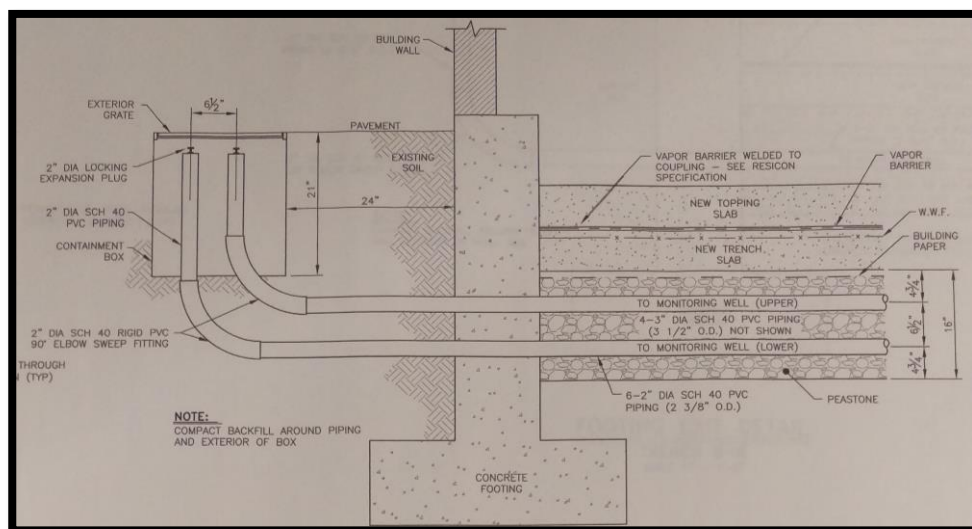 BUILDING
WALL
6½"
EXTERIOR
GRATE
PAVEMENT
2" DIA LOCKING
EXPANSION PLUG
EXISTING
SOIL
21"
24"
2" DIA SCH 40
PVC PIPING
CONTAINMENT
BOX
VAPOR BARRIER WELDED TO
COUPLING – SEE RESICON
SPECIFICATION
VAPOR
BARRIER
NEW TOPPING
SLAB
W.W.F.
BUILDING
PAPER
NEW TRENCH
SLAB
4¾"
TO MONITORING WELL (UPPER)
4–3" DIA SCH 40 PVC PIPING
(3 1/2" O.D.) NOT SHOWN
6½"
16"
TO MONITORING WELL (LOWER)
4¾"
2" DIA SCH 40 RIGID PVC
90° ELBOW SWEEP FITTING
THROUGH
(TYP)
6–2" DIA SCH 40 PVC
PIPING (2 3/8" O.D.)
PEASTONE
NOTE:
COMPACT BACKFILL AROUND PIPING
AND EXTERIOR OF BOX
CONCRETE
FOOTING